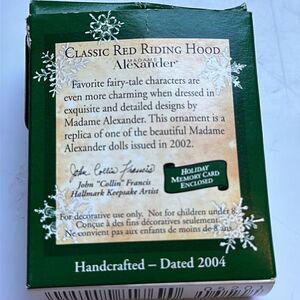 CLASSIC RED RIDING HOOD
MADAME
Alexander
Favorite fairy-tale characters are
even more charming when dressed in
exquisite and detailed designs by
Madame Alexander. This ornament is a
replica of one of the beautiful Madame
Alexander dolls issued in 2002.
John "Collin" Francis
John "Collin" Francis
Hallmark Keepsake Artist
HOLIDAY
MEMORY CARD
ENCLOSED
For decorative use only. Not for children under 8.
Conçue à des fins décoratives seulement.
Ne convient pas aux enfants de moins de 8 ans.
Handcrafted – Dated 2004